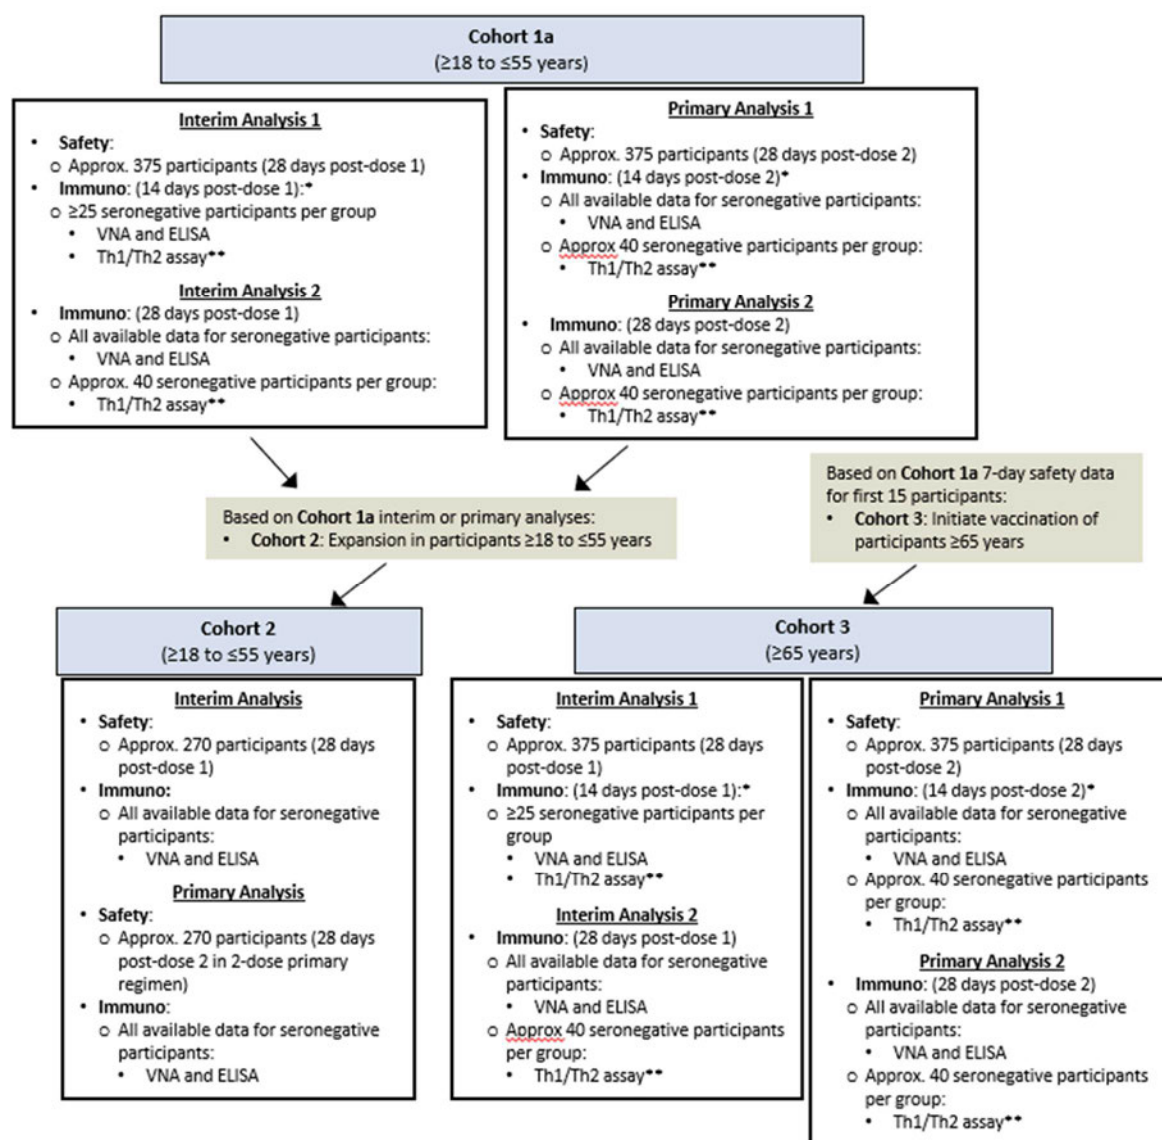 Cohort 1a
(≥18 to ≤55 years)
Interim Analysis 1
• Safety:
o Approx. 375 participants (28 days post-dose 1)
• Immuno: (14 days post-dose 1):*
o ≥25 seronegative participants per group
• VNA and ELISA
• Th1/Th2 assay**
Interim Analysis 2
• Immuno: (28 days post-dose 1)
o All available data for seronegative participants:
• VNA and ELISA
o Approx. 40 seronegative participants per group:
• Th1/Th2 assay**
Primary Analysis 1
• Safety:
o Approx. 375 participants (28 days post-dose 2)
• Immuno: (14 days post-dose 2)*
o All available data for seronegative participants:
• VNA and ELISA
o Approx 40 seronegative participants per group:
• Th1/Th2 assay**
Primary Analysis 2
• Immuno: (28 days post-dose 2)
o All available data for seronegative participants:
• VNA and ELISA
o Approx 40 seronegative participants per group:
• Th1/Th2 assay**
Based on Cohort 1a interim or primary analyses:
• Cohort 2: Expansion in participants ≥18 to ≤55 years
Based on Cohort 1a 7-day safety data
for first 15 participants:
• Cohort 3: Initiate vaccination of
participants ≥65 years
Cohort 2
(≥18 to ≤55 years)
Interim Analysis
• Safety:
o Approx. 270 participants (28 days
post-dose 1)
• Immuno:
o All available data for seronegative
participants:
• VNA and ELISA
Primary Analysis
• Safety:
o Approx. 270 participants (28 days
post-dose 2 in 2-dose primary
regimen)
• Immuno:
o All available data for seronegative
participants:
• VNA and ELISA
Cohort 3
(≥65 years)
Interim Analysis 1
• Safety:
o Approx. 375 participants (28 days
post-dose 1)
• Immuno: (14 days post-dose 1):*
o ≥25 seronegative participants per
group
• VNA and ELISA
• Th1/Th2 assay**
Interim Analysis 2
• Immuno: (28 days post-dose 1)
o All available data for seronegative
participants:
• VNA and ELISA
o Approx 40 seronegative participants
per group:
• Th1/Th2 assay**
Primary Analysis 1
• Safety:
o Approx. 375 participants (28 days
post-dose 2)
• Immuno: (14 days post-dose 2)*
o All available data for seronegative
participants:
• VNA and ELISA
o Approx. 40 seronegative participants
per group:
• Th1/Th2 assay**
Primary Analysis 2
• Immuno: (28 days post-dose 2)
o All available data for seronegative
participants:
• VNA and ELISA
o Approx. 40 seronegative participants
per group:
• Th1/Th2 assay**